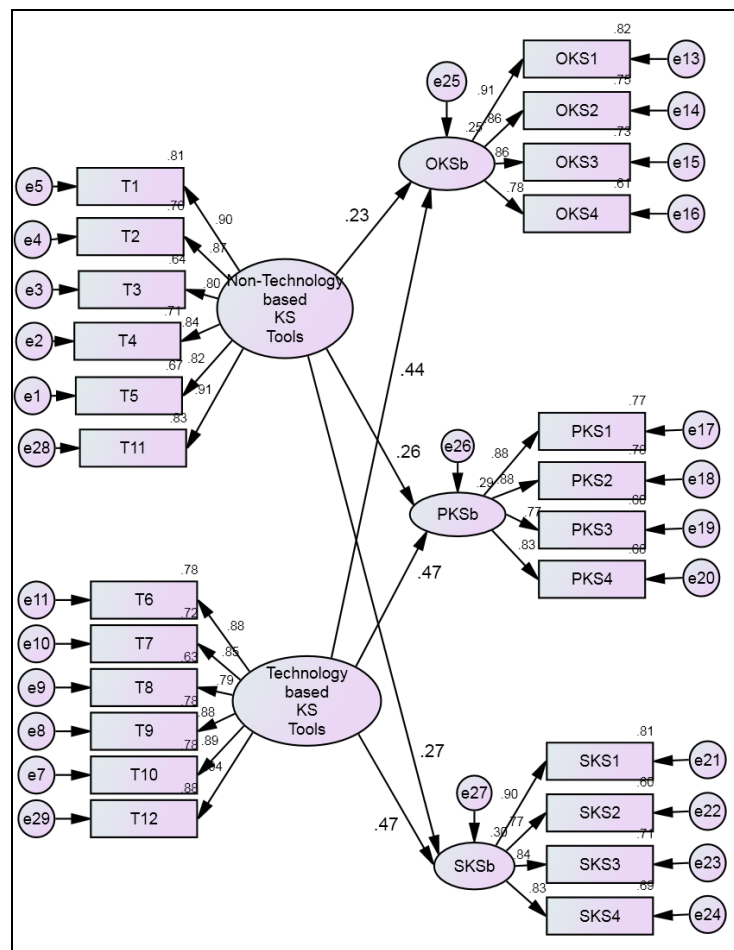 .82
OKS1
e13
e25
.91
.75
OKS2
e14
.25
.86
.73
OKSb
.86
OKS3
e15
.61
.78
OKS4
e16
.81
e5
T1
.76
.90
.23
e4
T2
.87
.64
e3
T3
.80
Non-Technology
based
KS
Tools
.71
e2
T4
.84
.67
.82
e1
T5
.91
.83
e28
T11
.44
.26
.77
PKS1
e17
e26
.88
.78
PKS2
e18
.29
.88
.60
PKSb
.77
PKS3
e19
.68
.83
PKS4
e20
.47
.78
e11
T6
.72
.88
e10
T7
.85
.63
e9
T8
.79
Technology
based
KS
Tools
.78
e8
T9
.88
.78
.89
e7
T10
.94
.88
e29
T12
.27
.47
.81
SKS1
e21
e27
.90
.60
SKS2
e22
.30
.77
.71
SKSb
.84
SKS3
e23
.69
.83
SKS4
e24